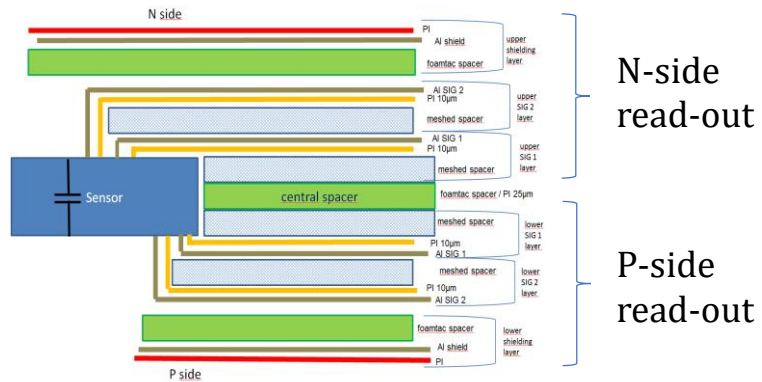 N side
PI
Al shield
foamtac spacer
upper
shielding
layer
Al SIG 2
PI 10µm
meshed spacer
upper
SIG 2
layer
Al SIG 1
PI 10µm
meshed spacer
upper
SIG 1
layer
N-side
read-out
Sensor
central spacer
foamtac spacer / PI 25µm
meshed spacer
PI 10µm
Al SIG 1
lower
SIG 1
layer
meshed spacer
PI 10µm
Al SIG 2
lower
SIG 2
layer
foamtac spacer
Al shield
PI
lower
shielding
layer
P-side
read-out
P side